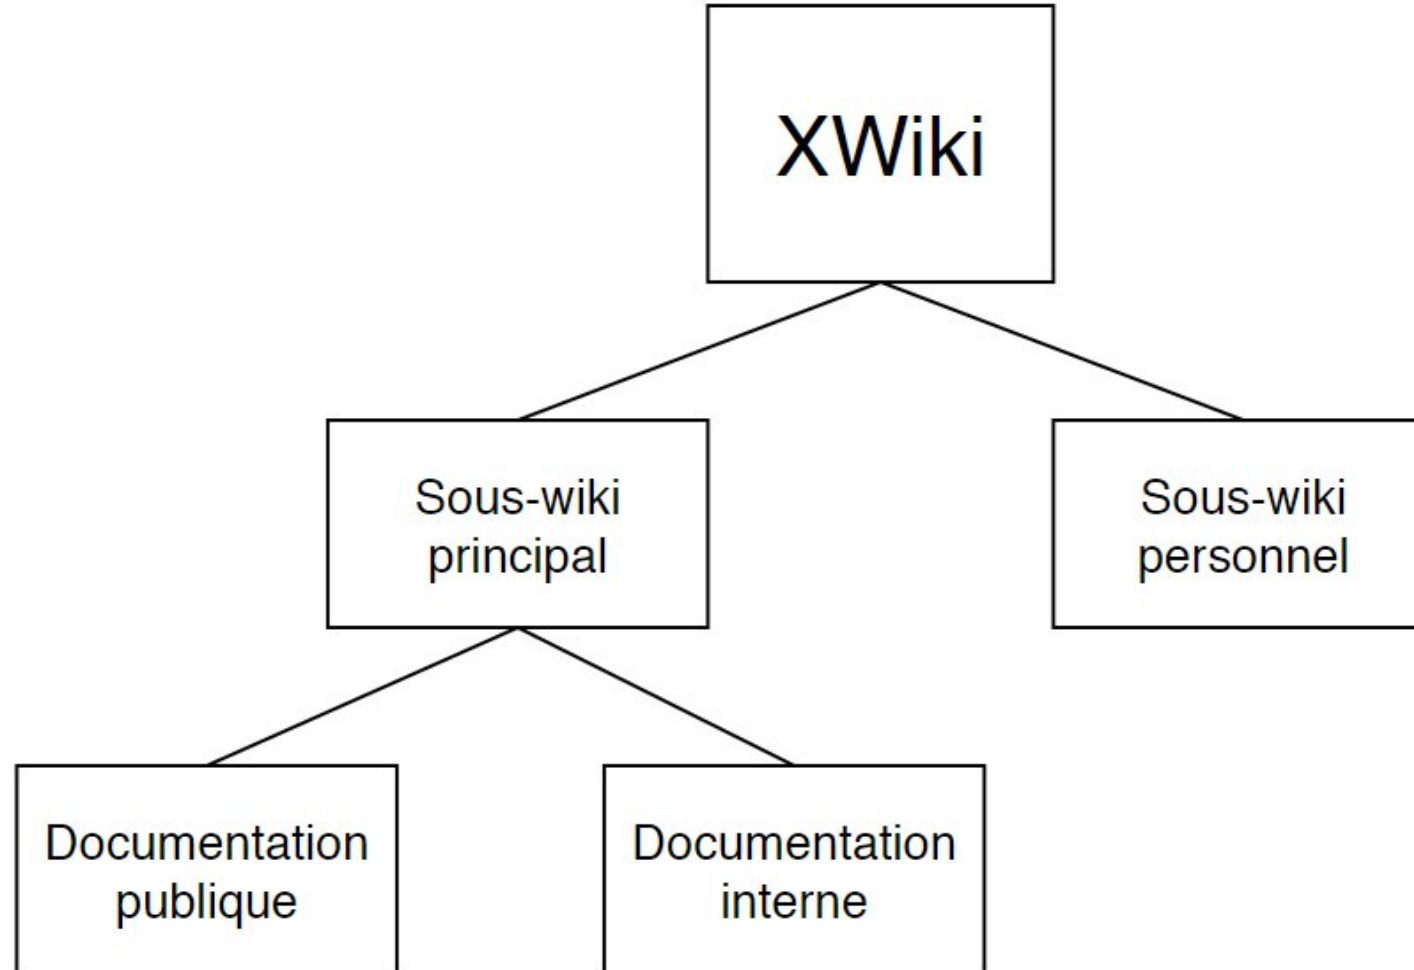 XWiki
Sous-wiki
principal
Sous-wiki
personnel
Documentation
publique
Documentation
interne